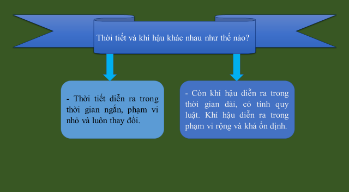 Thời tiết và khí hậu khác nhau như thế nào?
- Thời tiết diễn ra trong
thời gian ngắn, phạm vi
nhỏ và luôn thay đổi.
- Còn khí hậu diễn ra trong
thời gian dài, có tính quy
luật. Khí hậu diễn ra trong
phạm vi rộng và khá ổn định.